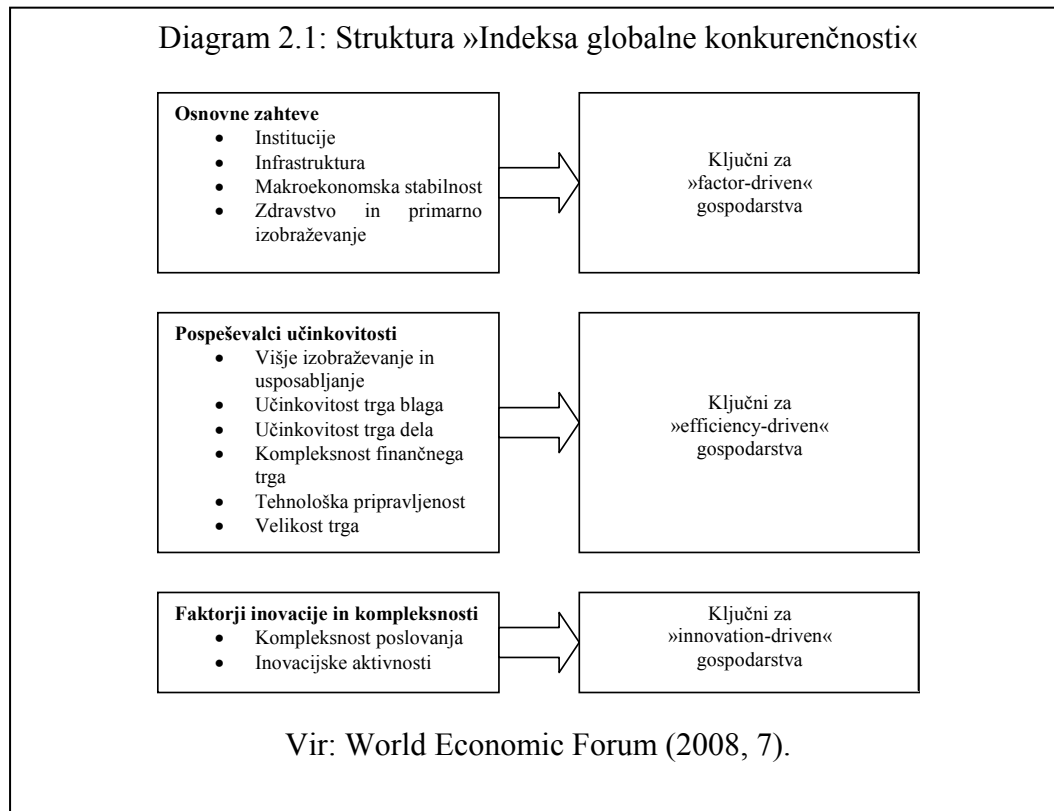 Diagram 2.1: Struktura »Indeksa globalne konkurenčnosti«
Osnovne zahteve
• Institucije
• Infrastruktura
• Makroekonomska stabilnost
• Zdravstvo in primarno
izobraževanje
Ključni za
»factor-driven«
gospodarstva
Pospeševalci učinkovitosti
• Višje izobraževanje in
usposabljanje
• Učinkovitost trga blaga
• Učinkovitost trga dela
• Kompleksnost finančnega
trga
• Tehnološka pripravljenost
• Velikost trga
Ključni za
»efficiency-driven«
gospodarstva
Faktorji inovacije in kompleksnosti
• Kompleksnost poslovanja
• Inovacijske aktivnosti
Ključni za
»innovation-driven«
gospodarstva
Vir: World Economic Forum (2008, 7).